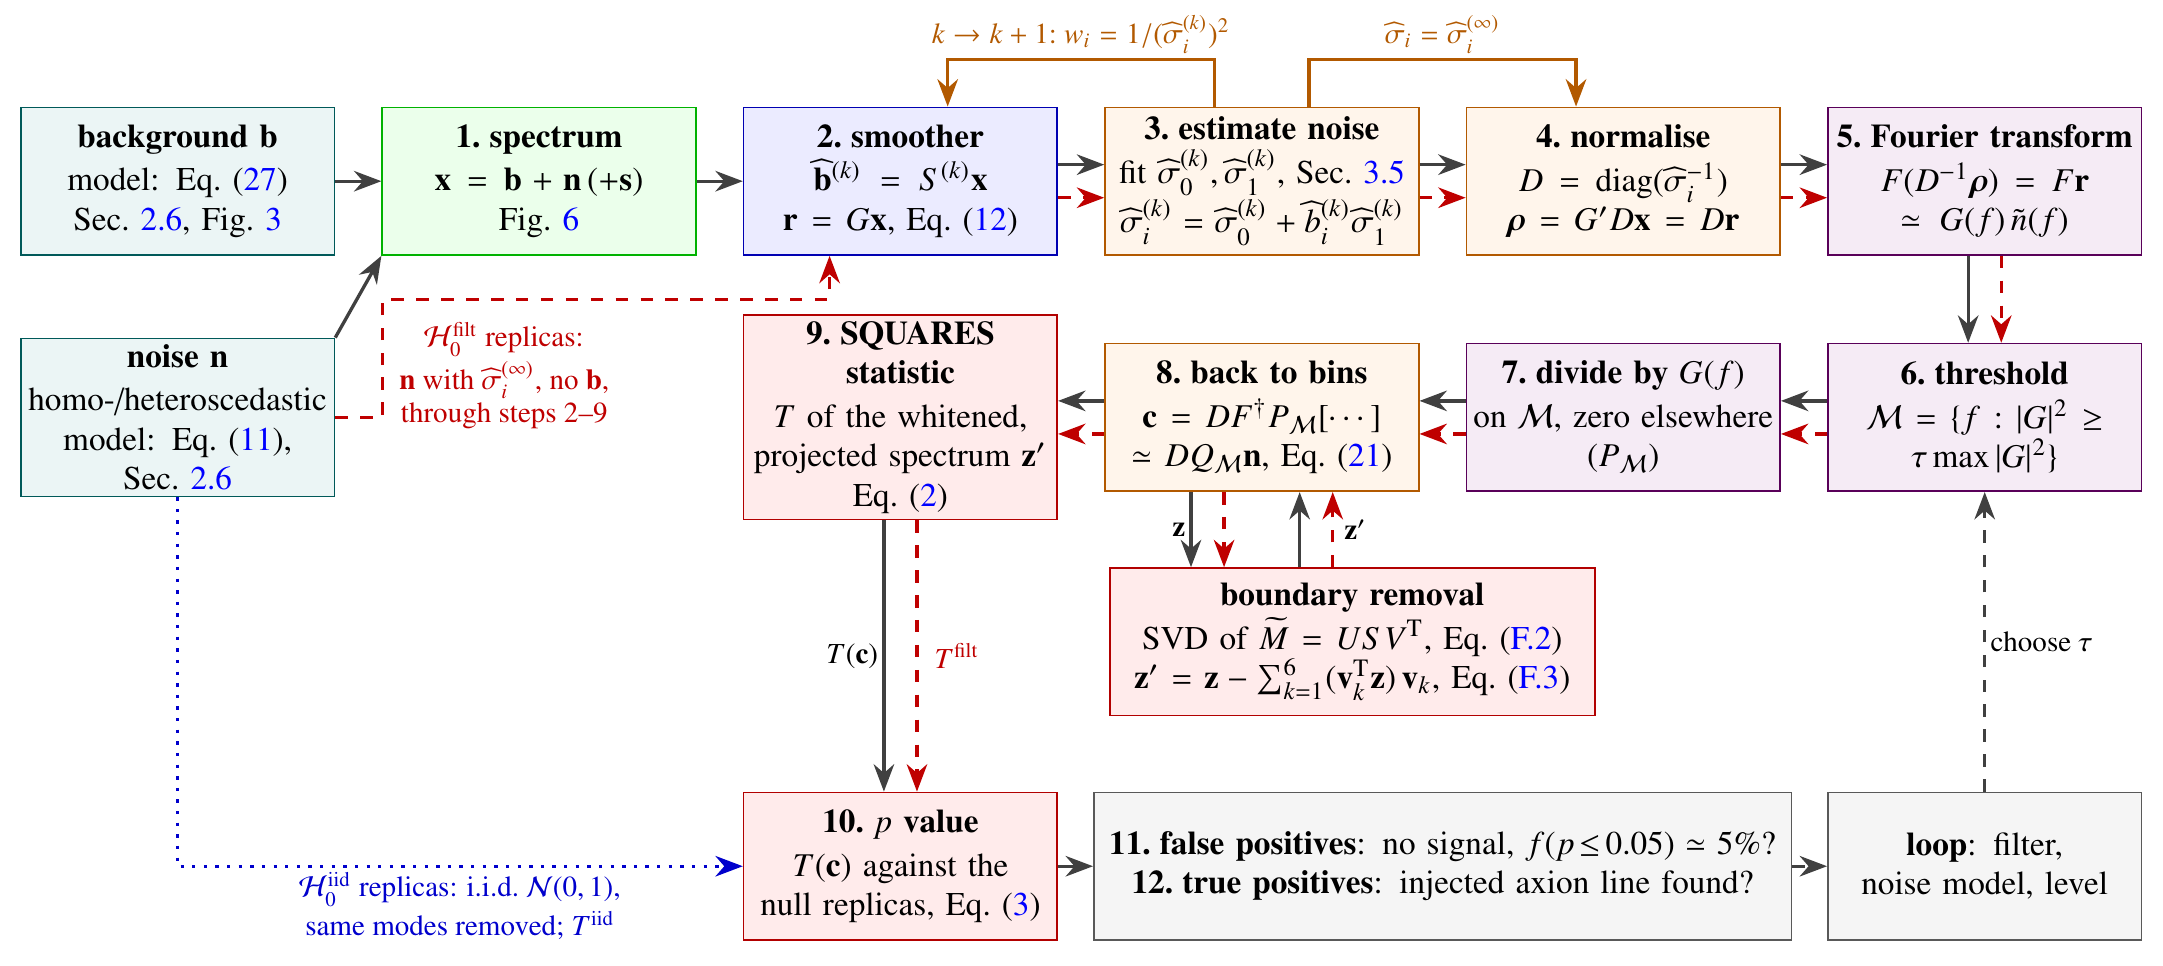 k → k + 1: w_i = 1/(σ̂_i^(k))²
σ̂_i = σ̂_i^(∞)
background b
model: Eq. (27)
Sec. 2.6, Fig. 3
1. spectrum
x = b + n (+s)
Fig. 6
2. smoother
b̂^(k) = S^(k)x
r = Gx, Eq. (12)
3. estimate noise
fit σ̂_0^(k), σ̂_1^(k), Sec. 3.5
σ̂_i^(k) = σ̂_0^(k) + b̂_i^(k) σ̂_1^(k)
4. normalise
D = diag(σ̂_i^−1)
ρ = G′Dx = Dr
5. Fourier transform
F(D^−1ρ) = Fr
≃ G(f) ñ(f)
noise n
homo-/heteroscedastic
model: Eq. (11),
Sec. 2.6
ℋ_0^filt replicas:
n with σ̂_i^(∞), no b,
through steps 2–9
9. SQUARES
statistic
T of the whitened,
projected spectrum z′
Eq. (2)
8. back to bins
c = DF^†P_ℳ[⋯]
≃ DQ_ℳn, Eq. (21)
7. divide by G(f)
on ℳ, zero elsewhere
(P_ℳ)
6. threshold
ℳ = {f : |G|² ≥
τ max |G|²}
z
z′
boundary removal
SVD of M̃ = USV^T, Eq. (F.2)
z′ = z − ∑_{k=1}^6 (v_k^T z) v_k, Eq. (F.3)
T(c)
T^filt
choose τ
ℋ_0^iid replicas: i.i.d. 𝒩(0, 1),
same modes removed; T^iid
10. p value
T(c) against the
null replicas, Eq. (3)
11. false positives: no signal, f(p ≤ 0.05) ≃ 5%?
12. true positives: injected axion line found?
loop: filter,
noise model, level